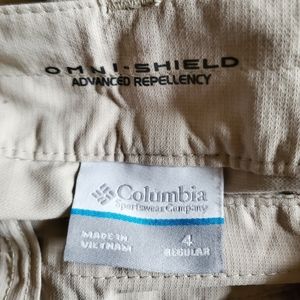 OMNI-SHIELD
ADVANCED REPELLENCY
Columbia
Sportswear Company
MADE IN
VIETNAM
4
REGULAR